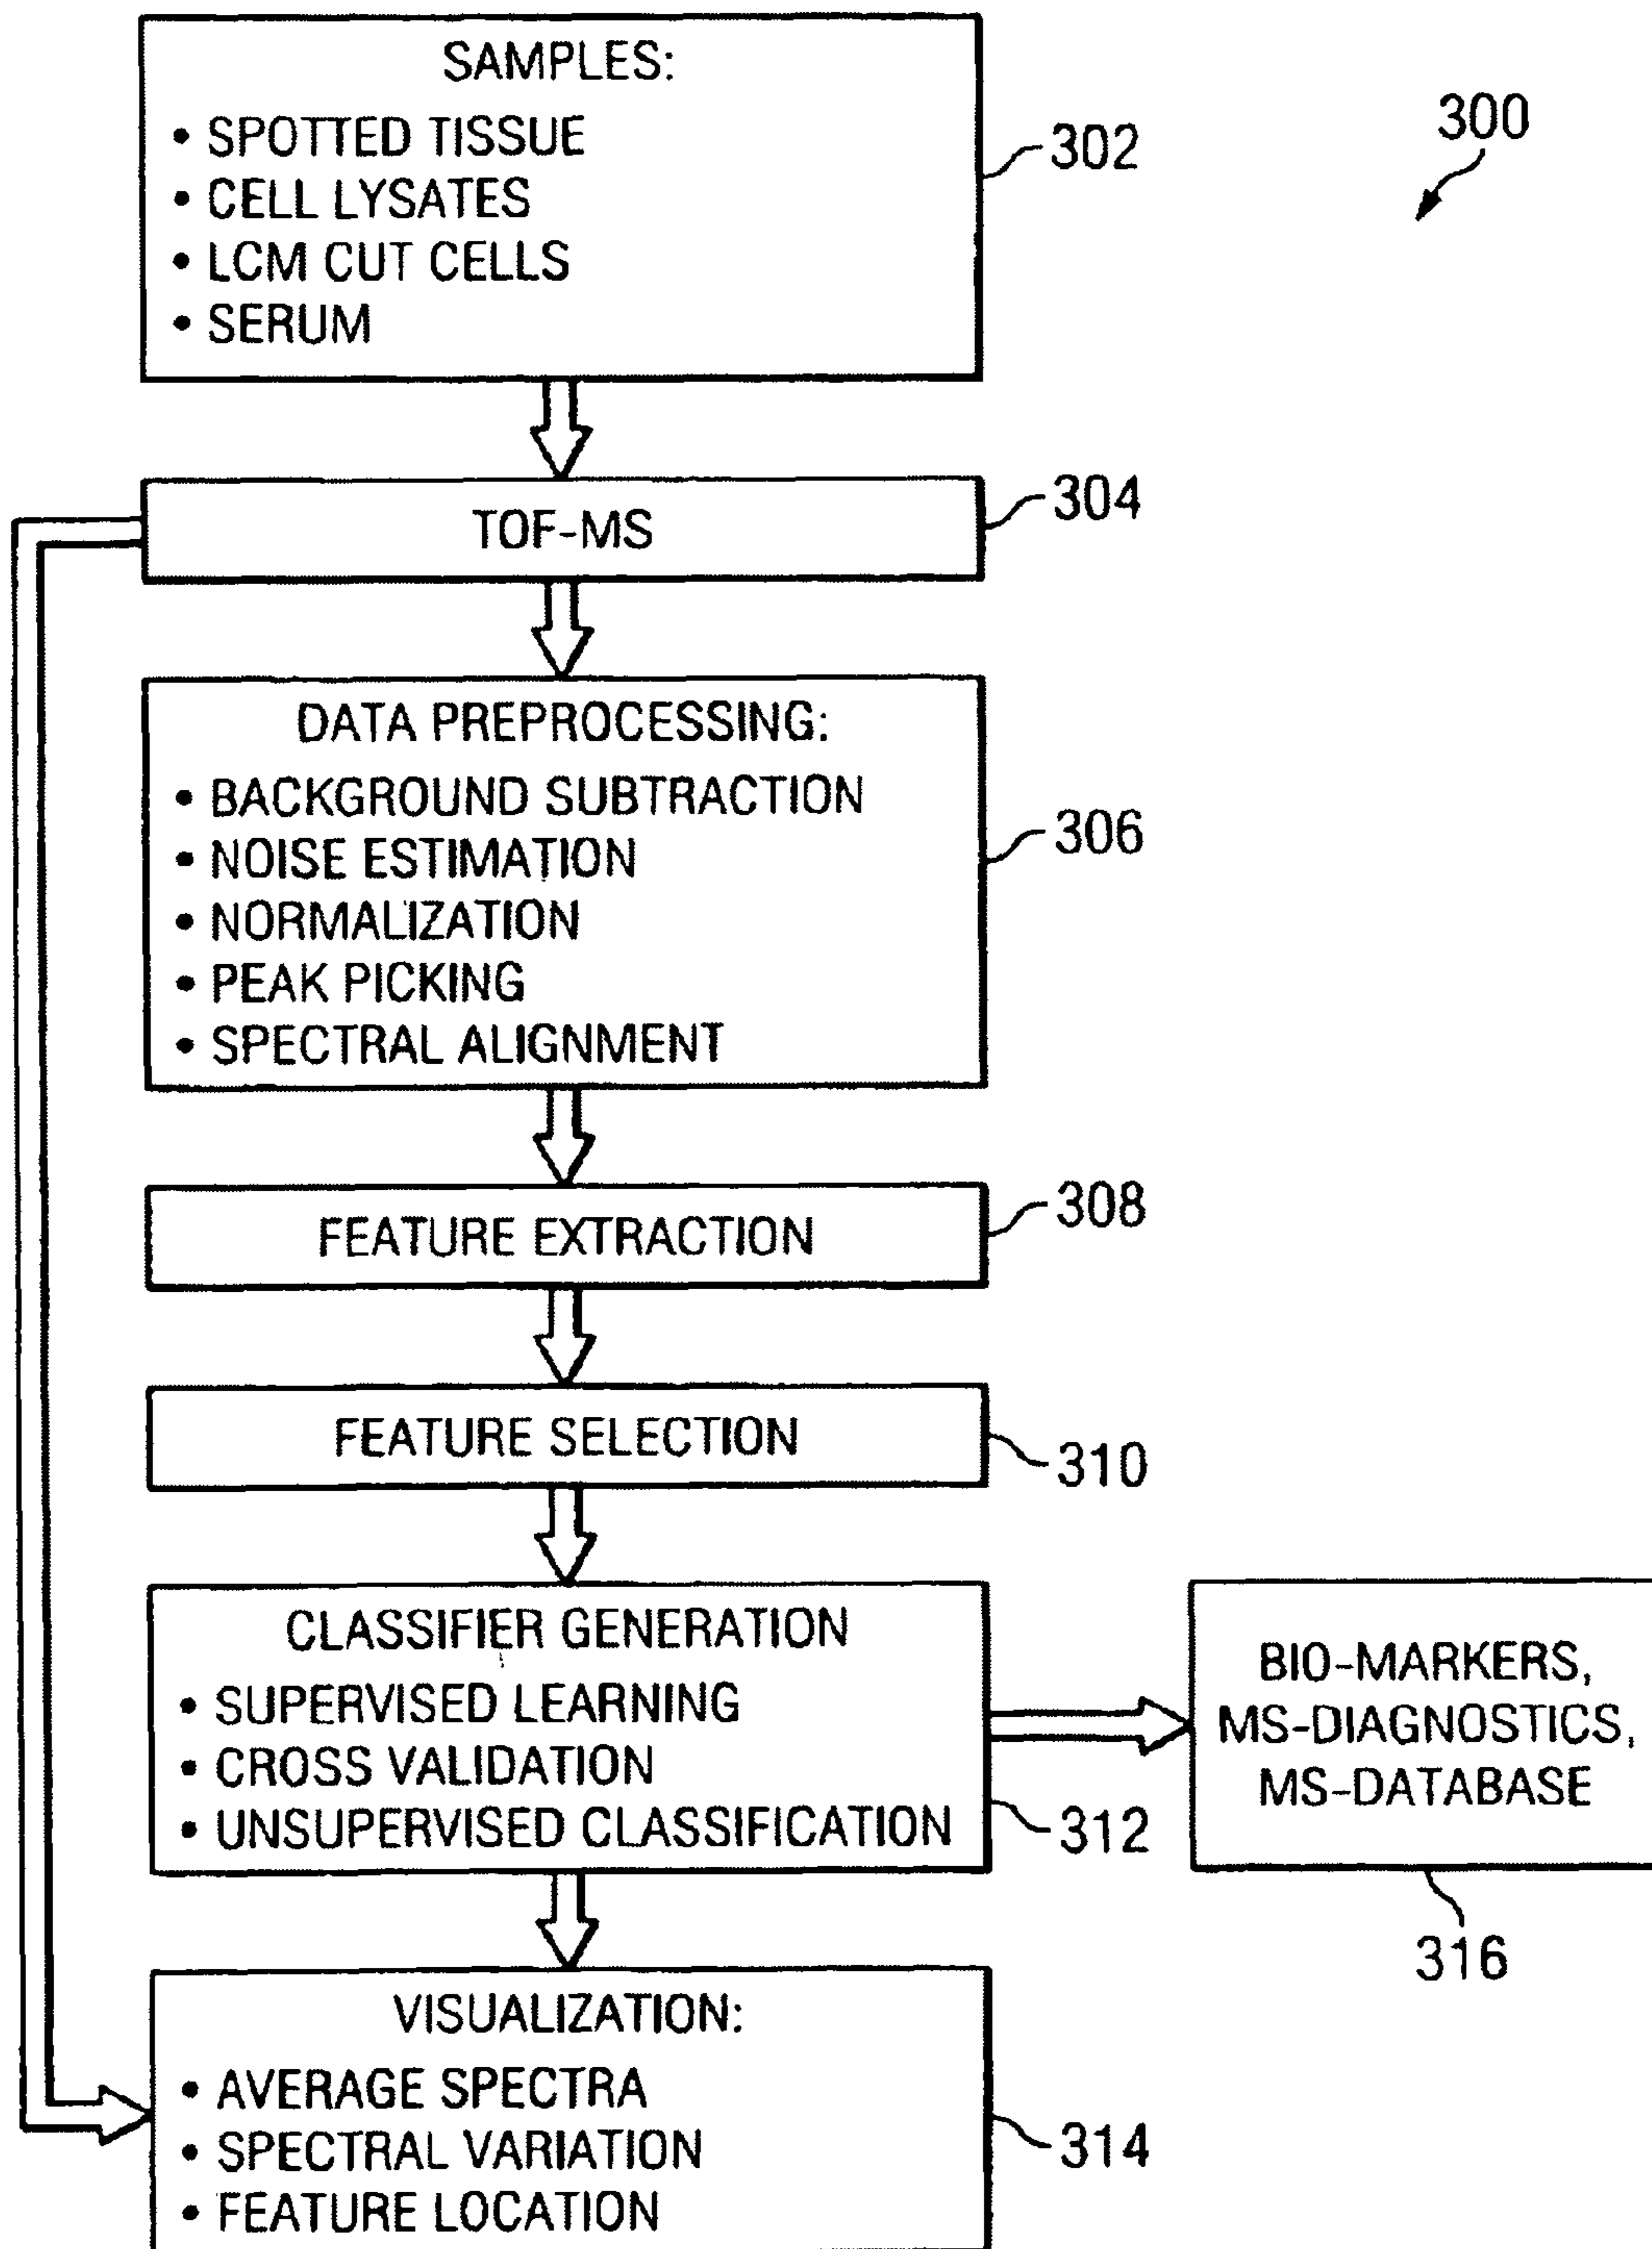 SAMPLES:
• SPOTTED TISSUE
• CELL LYSATES
• LCM CUT CELLS
• SERUM
302
300
TOF-MS
304
DATA PREPROCESSING:
• BACKGROUND SUBTRACTION
• NOISE ESTIMATION
• NORMALIZATION
• PEAK PICKING
• SPECTRAL ALIGNMENT
306
FEATURE EXTRACTION
308
FEATURE SELECTION
310
CLASSIFIER GENERATION
• SUPERVISED LEARNING
• CROSS VALIDATION
• UNSUPERVISED CLASSIFICATION
312
BIO-MARKERS,
MS-DIAGNOSTICS,
MS-DATABASE
316
VISUALIZATION:
• AVERAGE SPECTRA
• SPECTRAL VARIATION
• FEATURE LOCATION
314